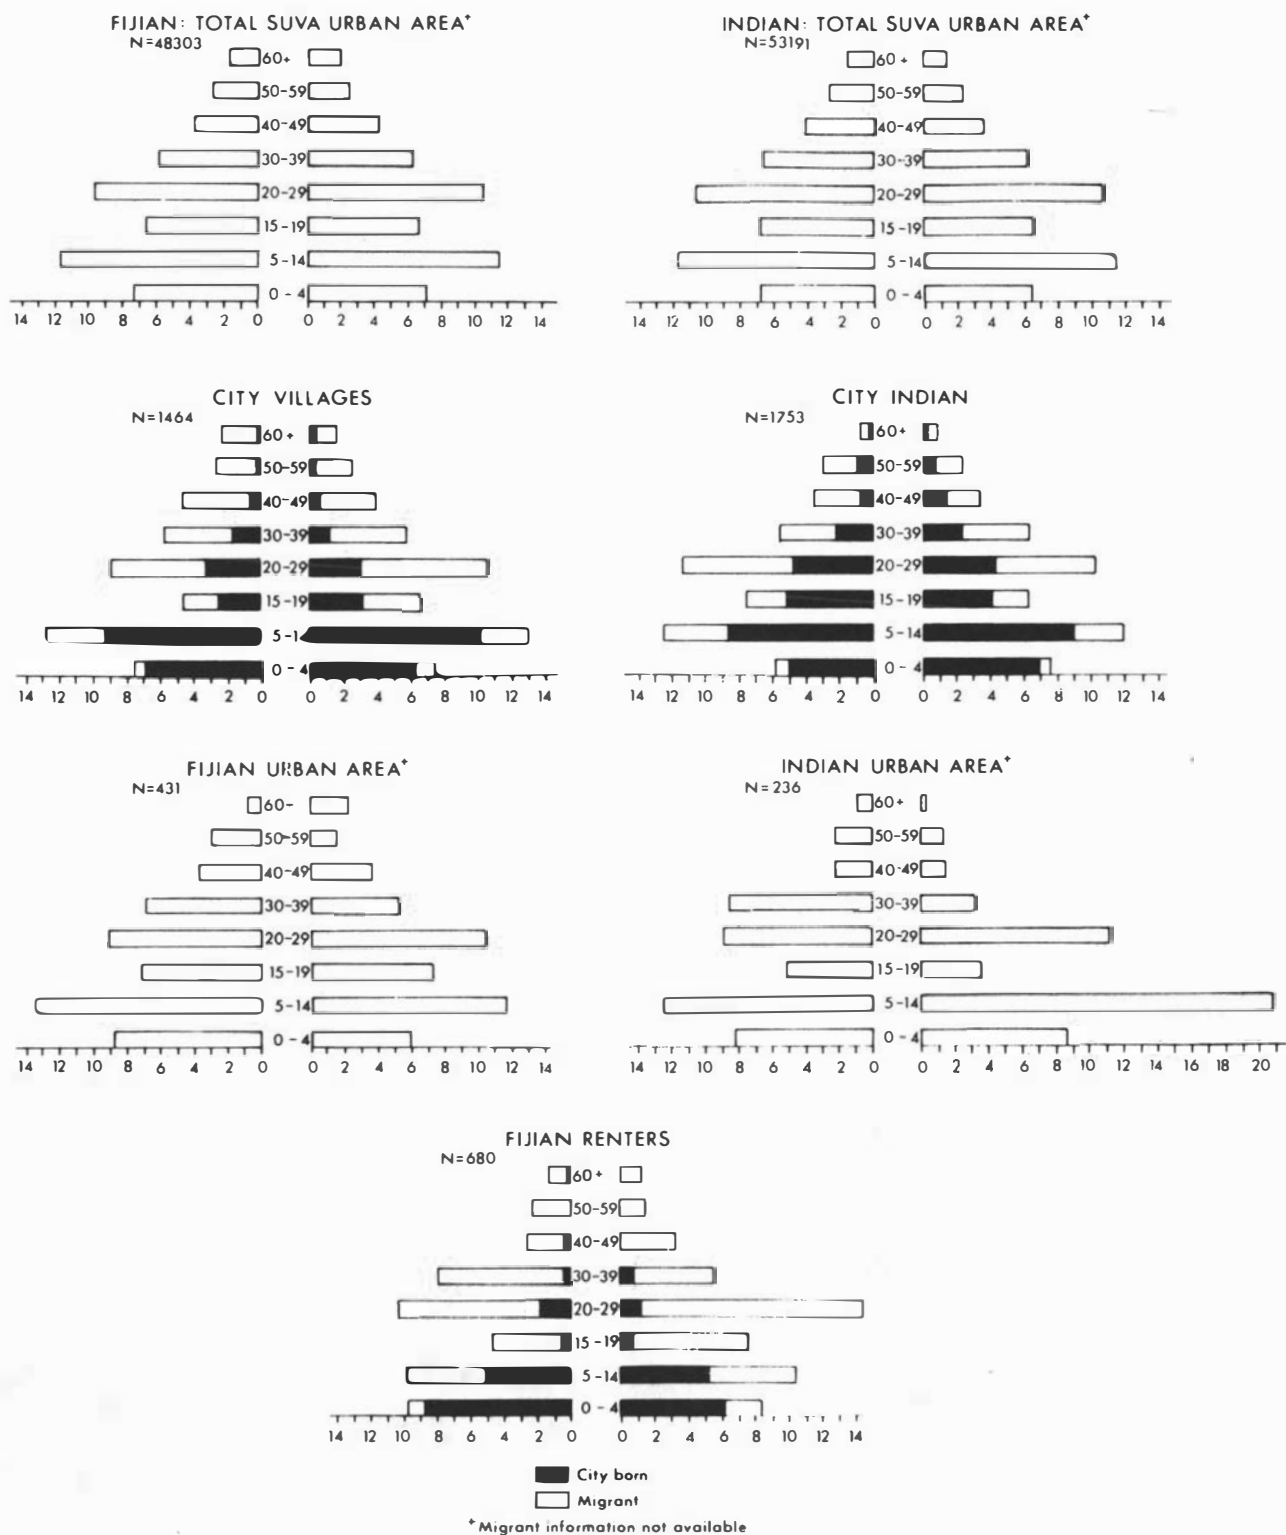 FIJIAN: TOTAL SUVA URBAN AREA+
N=48303
60+
50-59
40-49
30-39
20-29
15-19
5-14
0-4
14 12 10 8 6 4 2 0 0 2 4 6 8 10 12 14
INDIAN: TOTAL SUVA URBAN AREA+
N=53191
60+
50-59
40-49
30-39
20-29
15-19
5-14
0-4
14 12 10 8 6 4 2 0 0 2 4 6 8 10 12 14
CITY VILLAGES
N=1464
60+
50-59
40-49
30-39
20-29
15-19
5-14
0-4
14 12 10 8 6 4 2 0 0 2 4 6 8 10 12 14
CITY INDIAN
N=1753
60+
50-59
40-49
30-39
20-29
15-19
5-14
0-4
14 12 10 8 6 4 2 0 0 2 4 6 8 10 12 14
FIJIAN URBAN AREA+
N=431
60-
50-59
40-49
30-39
20-29
15-19
5-14
0-4
14 12 10 8 6 4 2 0 0 2 4 6 8 10 12 14
INDIAN URBAN AREA+
N=236
60+
50-59
40-49
30-39
20-29
15-19
5-14
0-4
14 12 10 8 6 4 2 0 0 2 4 6 8 10 12 14 16 18 20
FIJIAN RENTERS
N=680
60+
50-59
40-49
30-39
20-29
15-19
5-14
0-4
14 12 10 8 6 4 2 0 0 2 4 6 8 10 12 14
City born
Migrant
+Migrant information not available